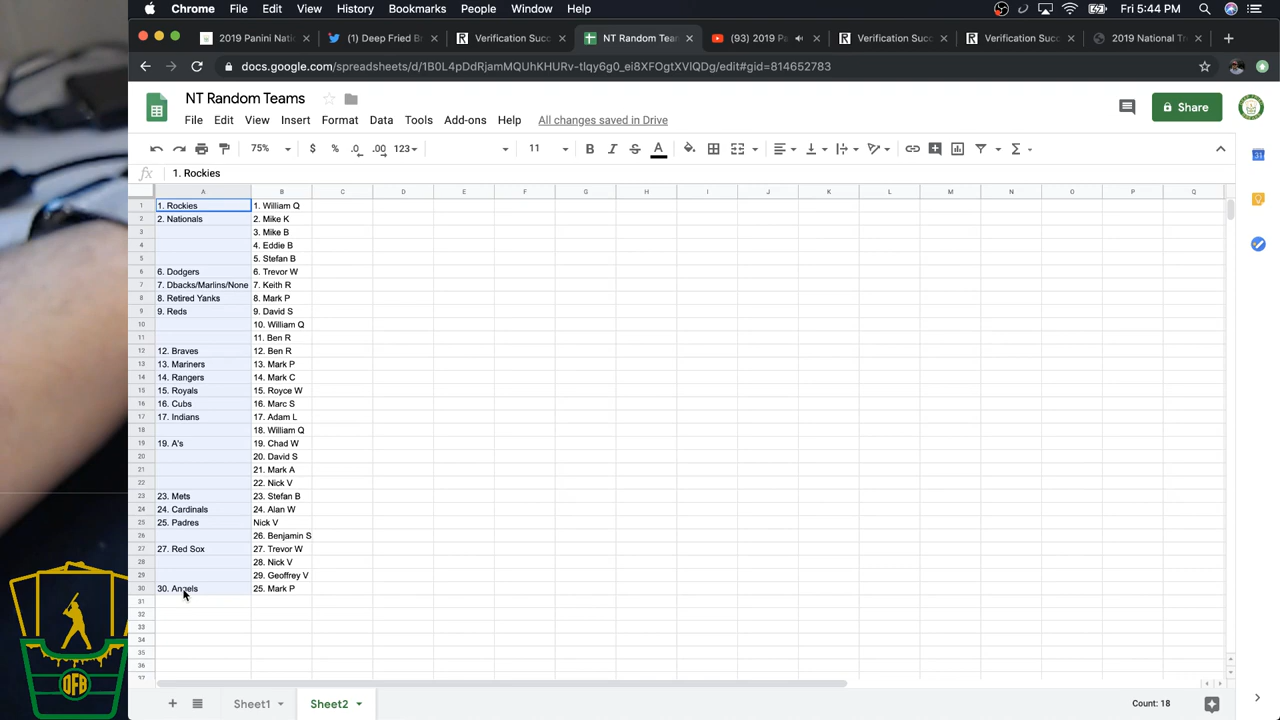 Chrome File Edit View History Bookmarks People Window Help Fri 5:44 PM
2019 Panini Nati
(1) Deep Fried B
Verification Succ
NT Random Team
(93) 2019 Pa
Verification Succ
Verification Succ
2019 National Tr
docs.google.com/spreadsheets/d/1B0L4pDdRjamMQUhKHURv-tIqy6g0_ei8XFOgtXVIQDg/edit#gid=814652783
NT Random Teams
File Edit View Insert Format Data Tools Add-ons Help All changes saved in Drive
Share
75% $ % .0 .00 123 11 B I S A
fx 1. Rockies
A B C D E F G H I J K L M N O P Q
1 1. Rockies 1. William Q
2 2. Nationals 2. Mike K
3 3. Mike B
4 4. Eddie B
5 5. Stefan B
6 6. Dodgers 6. Trevor W
7 7. Dbacks/Marlins/None 7. Keith R
8 8. Retired Yanks 8. Mark P
9 9. Reds 9. David S
10 10. William Q
11 11. Ben R
12 12. Braves 12. Ben R
13 13. Mariners 13. Mark P
14 14. Rangers 14. Mark C
15 15. Royals 15. Royce W
16 16. Cubs 16. Marc S
17 17. Indians 17. Adam L
18 18. William Q
19 19. A's 19. Chad W
20 20. David S
21 21. Mark A
22 22. Nick V
23 23. Mets 23. Stefan B
24 24. Cardinals 24. Alan W
25 25. Padres Nick V
26 26. Benjamin S
27 27. Red Sox 27. Trevor W
28 28. Nick V
29 29. Geoffrey V
30 30. Angels 25. Mark P
31
32
33
34
35
36
37
Sheet1 Sheet2 Count: 18
DFB